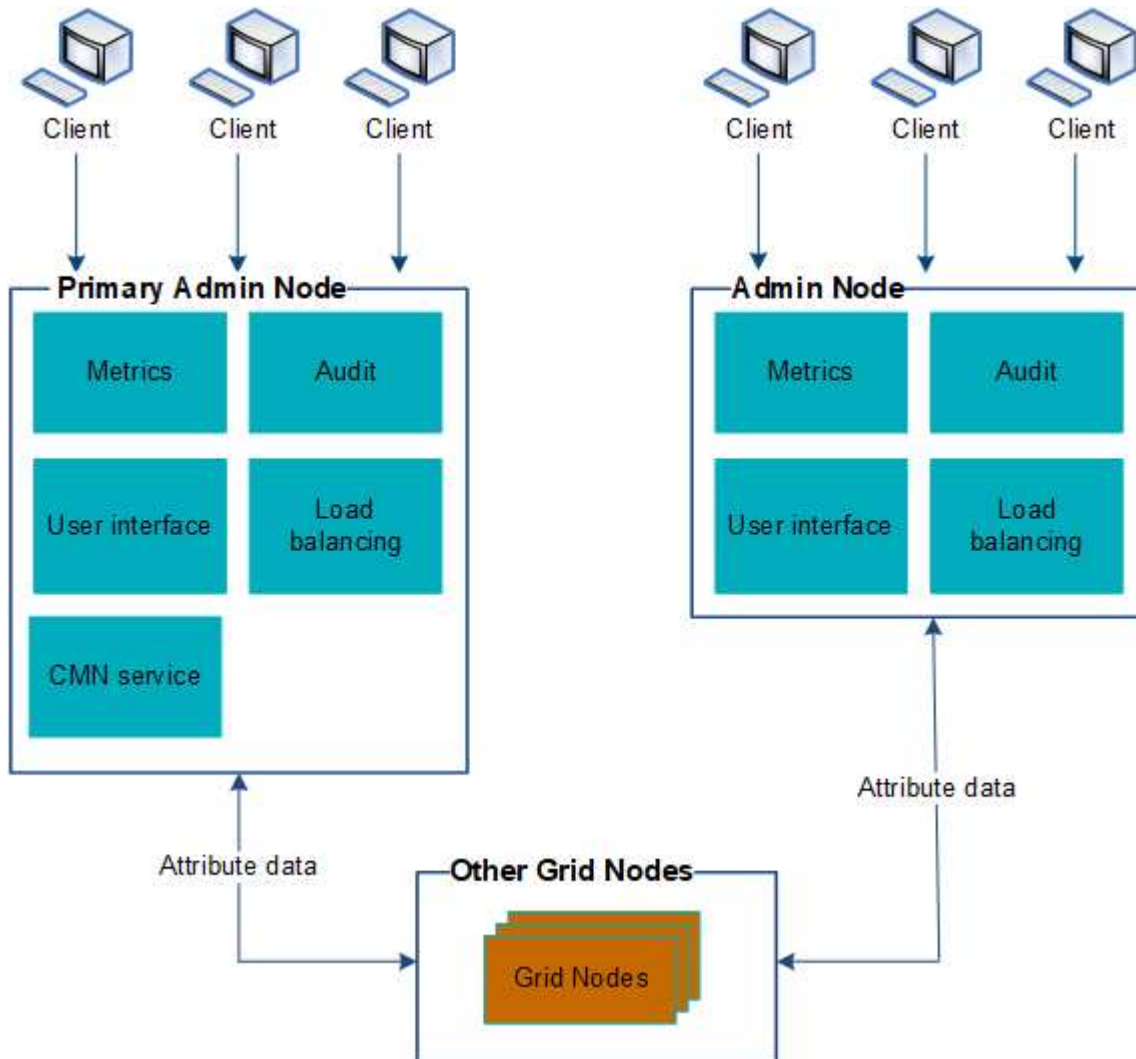 Client
Client
Client
Client
Client
Client
Primary Admin Node
Metrics
Audit
User interface
Load
balancing
CMN service
Admin Node
Metrics
Audit
User interface
Load
balancing
Attribute data
Attribute data
Other Grid Nodes
Grid Nodes